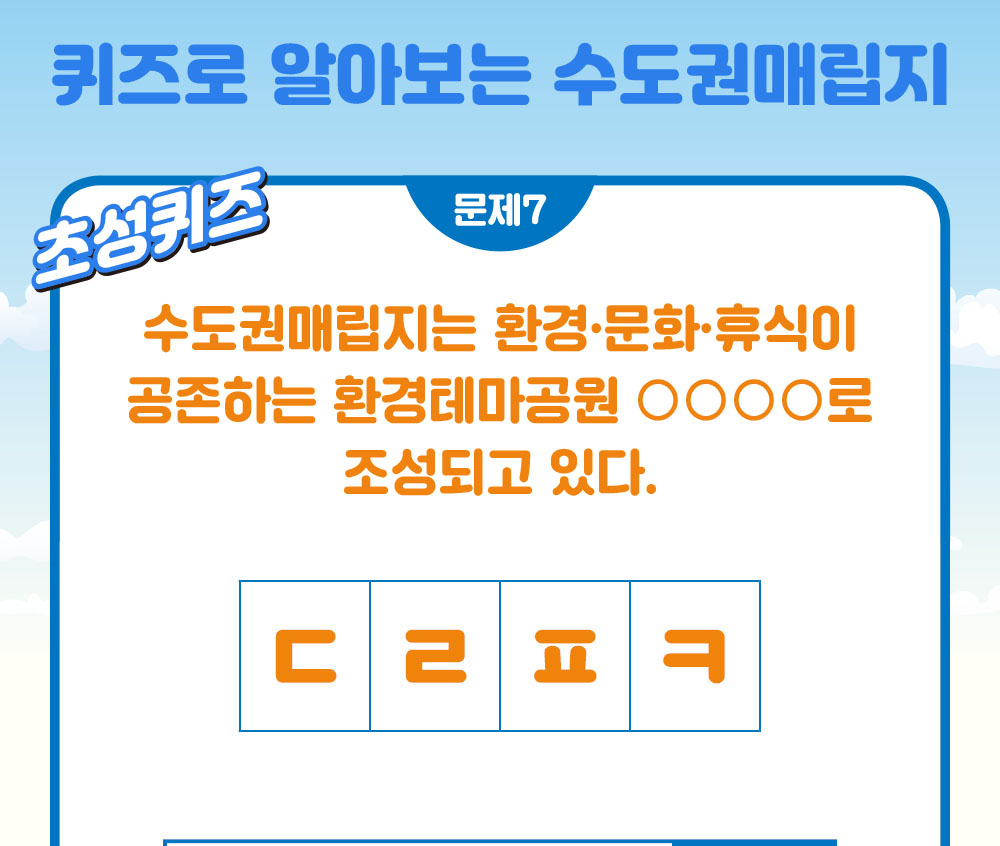 퀴즈로 알아보는 수도권매립지
초성퀴즈
문제7
수도권매립지는 환경·문화·휴식이
공존하는 환경테마공원 ○○○○로
조성되고 있다.
ㄷ ㄹ ㅍ ㅋ